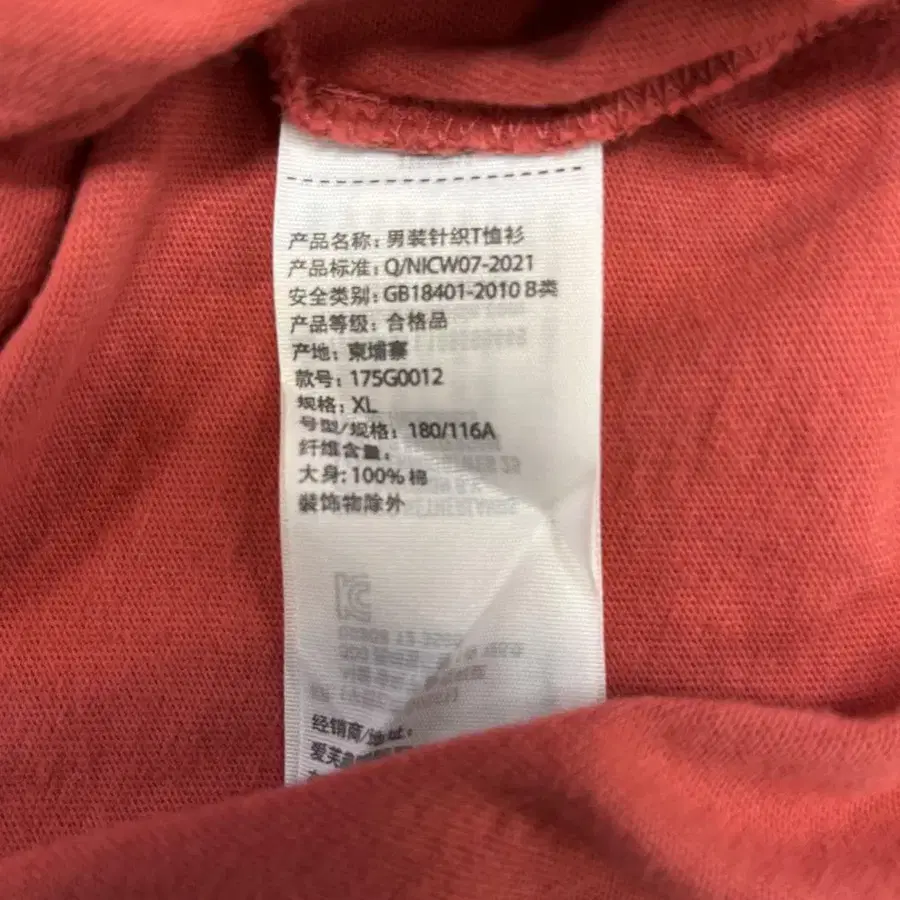 产品名称：男装针织T恤衫
产品标准：Q/NICW07-2021
安全类别：GB18401-2010 B类
产品等级：合格品
产地：柬埔寨
款号：175G0012
规格：XL
号型/规格：180/116A
纤维含量：
大身：100% 棉
装饰物除外
经销商/地址：
爱芙